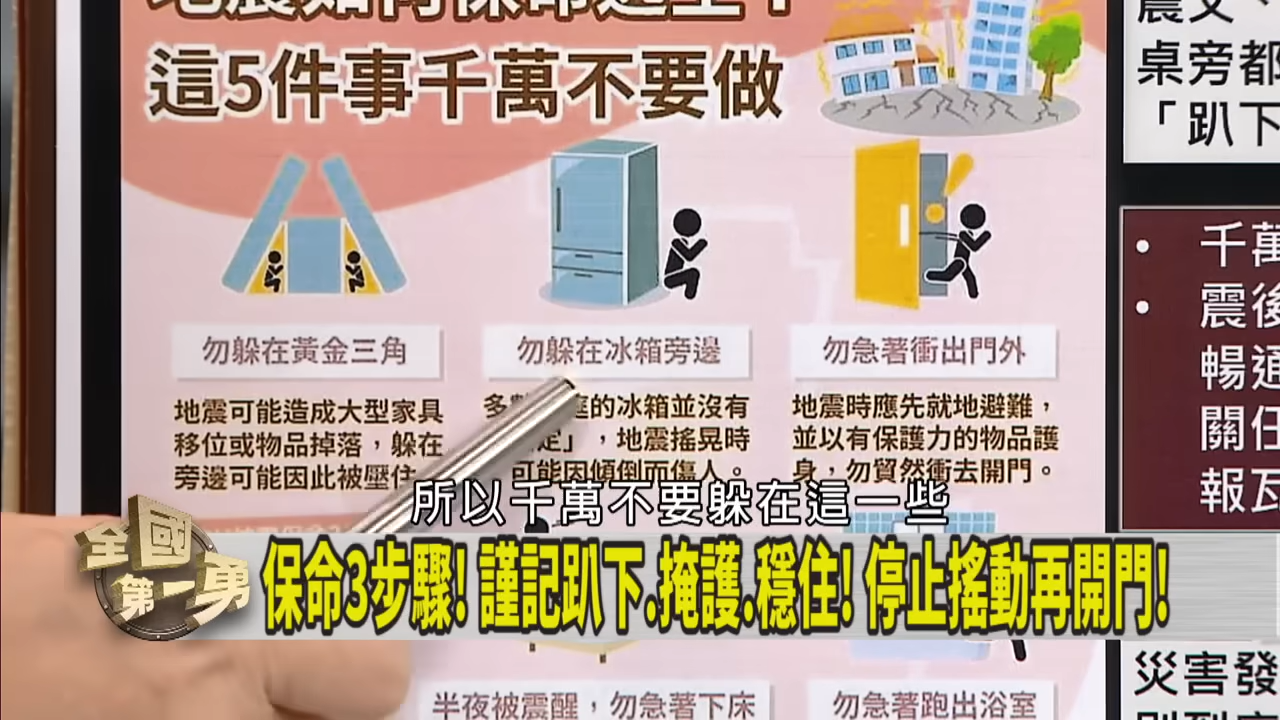 這5件事千萬不要做
勿躲在黃金三角
地震可能造成大型家具
移位或物品掉落，躲在
旁邊可能因此被壓住
勿躲在冰箱旁邊
的冰箱並沒有
定」，地震搖晃時
可能因傾倒而傷人。
勿急著衝出門外
地震時應先就地避難，
並以有保護力的物品護
身，勿貿然衝去開門。
桌旁都
「趴下
• 千萬
• 震後
暢通
關住
報瓦
所以千萬不要躲在這一些
全國
第一勇
保命3步驟! 謹記趴下.掩護.穩住! 停止搖動再開門!
半夜被震醒，勿急著下床
勿急著跑出浴室
災害發